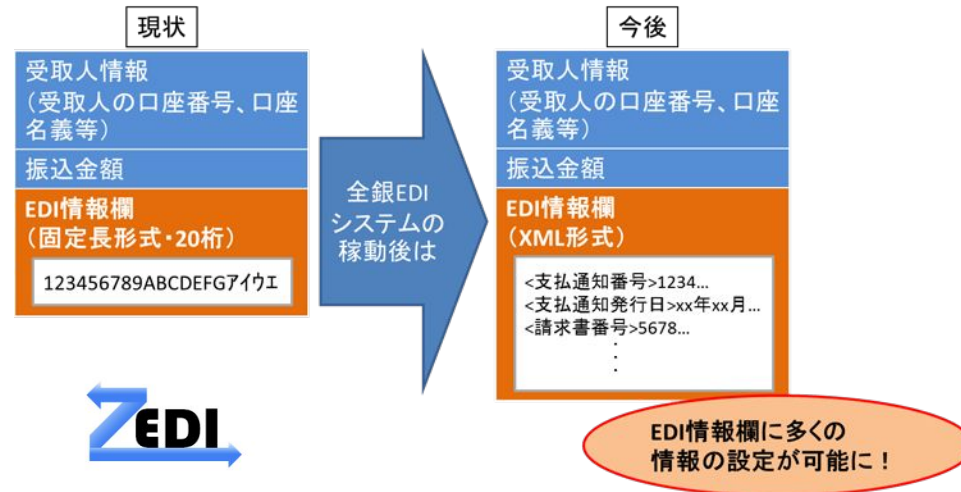 現状
受取人情報
(受取人の口座番号、口座
名義等)
振込金額
EDI情報欄
(固定長形式・20桁)
123456789ABCDEFGアイウエ
全銀EDI
システムの
稼動後は
今後
受取人情報
(受取人の口座番号、口座
名義等)
振込金額
EDI情報欄
(XML形式)
<支払通知番号>1234...
<支払通知発行日>xx年xx月...
<請求書番号>5678...
:
:
ZEDI
EDI情報欄に多くの
情報の設定が可能に!